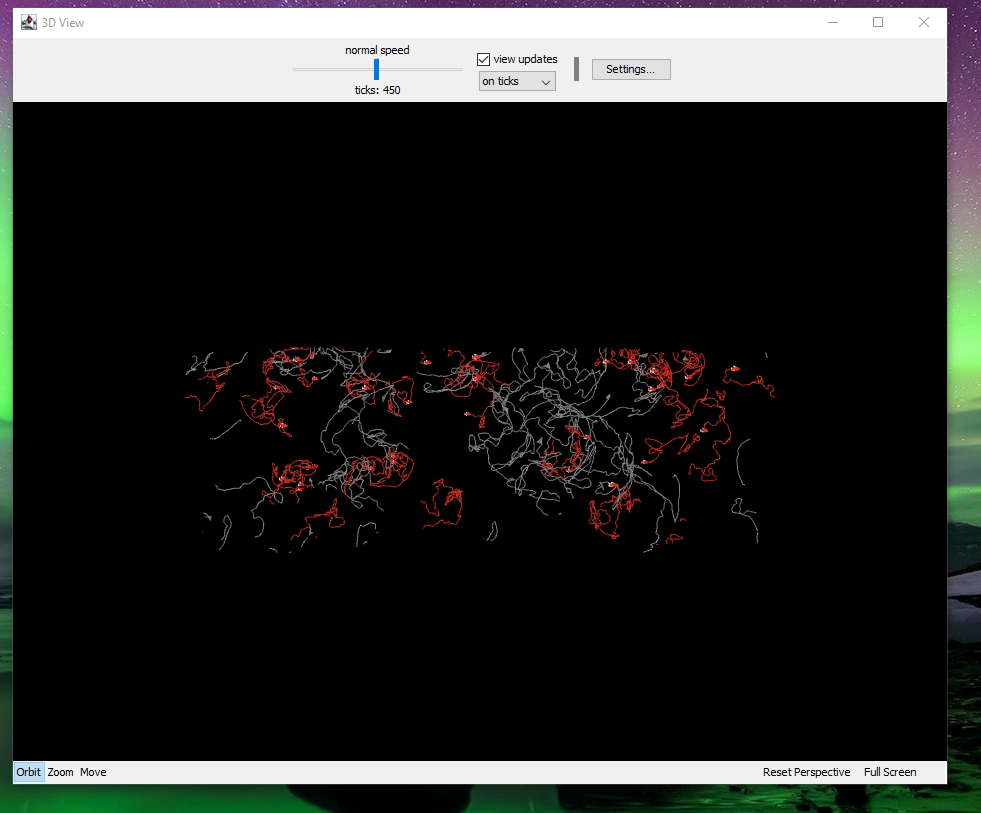 3D View
normal speed
view updates
on ticks
Settings...
ticks: 450
Orbit Zoom Move
Reset Perspective Full Screen